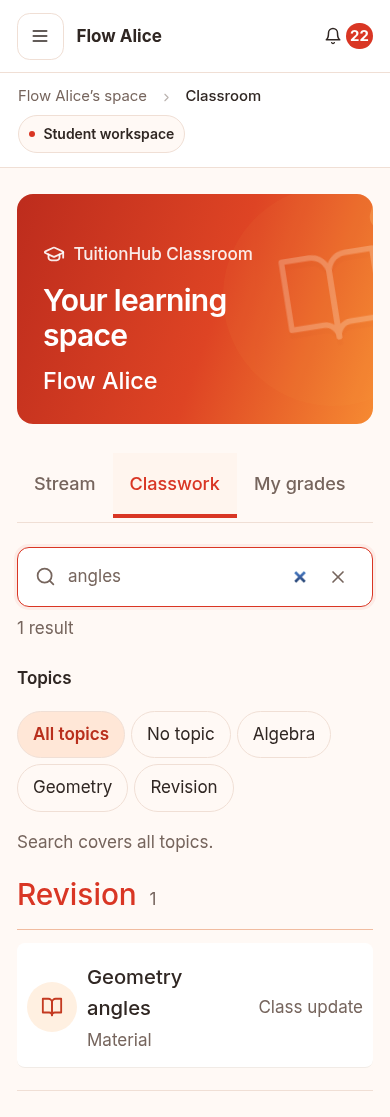 Flow Alice
22
Flow Alice’s space > Classroom
Student workspace
TuitionHub Classroom
Your learning
space
Flow Alice
Stream Classwork My grades
angles
1 result
Topics
All topics No topic Algebra
Geometry Revision
Search covers all topics.
Revision 1
Geometry
angles
Class update
Material